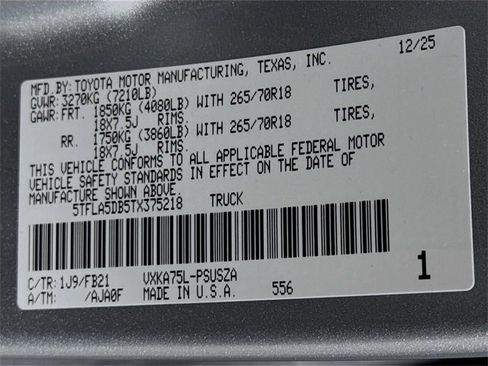 MFD.BY: TOYOTA MOTOR MANUFACTURING, TEXAS, INC. 12/25
GVWR: 3270KG (7210LB)
GAWR: FRT. 1850KG (4080LB) WITH 265/70R18 TIRES,
18X7.5J RIMS.
RR. 1750KG (3860LB) WITH 265/70R18 TIRES,
18X7.5J RIMS.
THIS VEHICLE CONFORMS TO ALL APPLICABLE FEDERAL MOTOR
VEHICLE SAFETY STANDARDS IN EFFECT ON THE DATE OF
MANUFACTURE SHOWN ABOVE.
5TFLA5DB5TX375218 TRUCK
C/TR: 1J9/FB21 VXKA75L-PSUSZA
A/TM: /AJA0F MADE IN U.S.A. 556 1